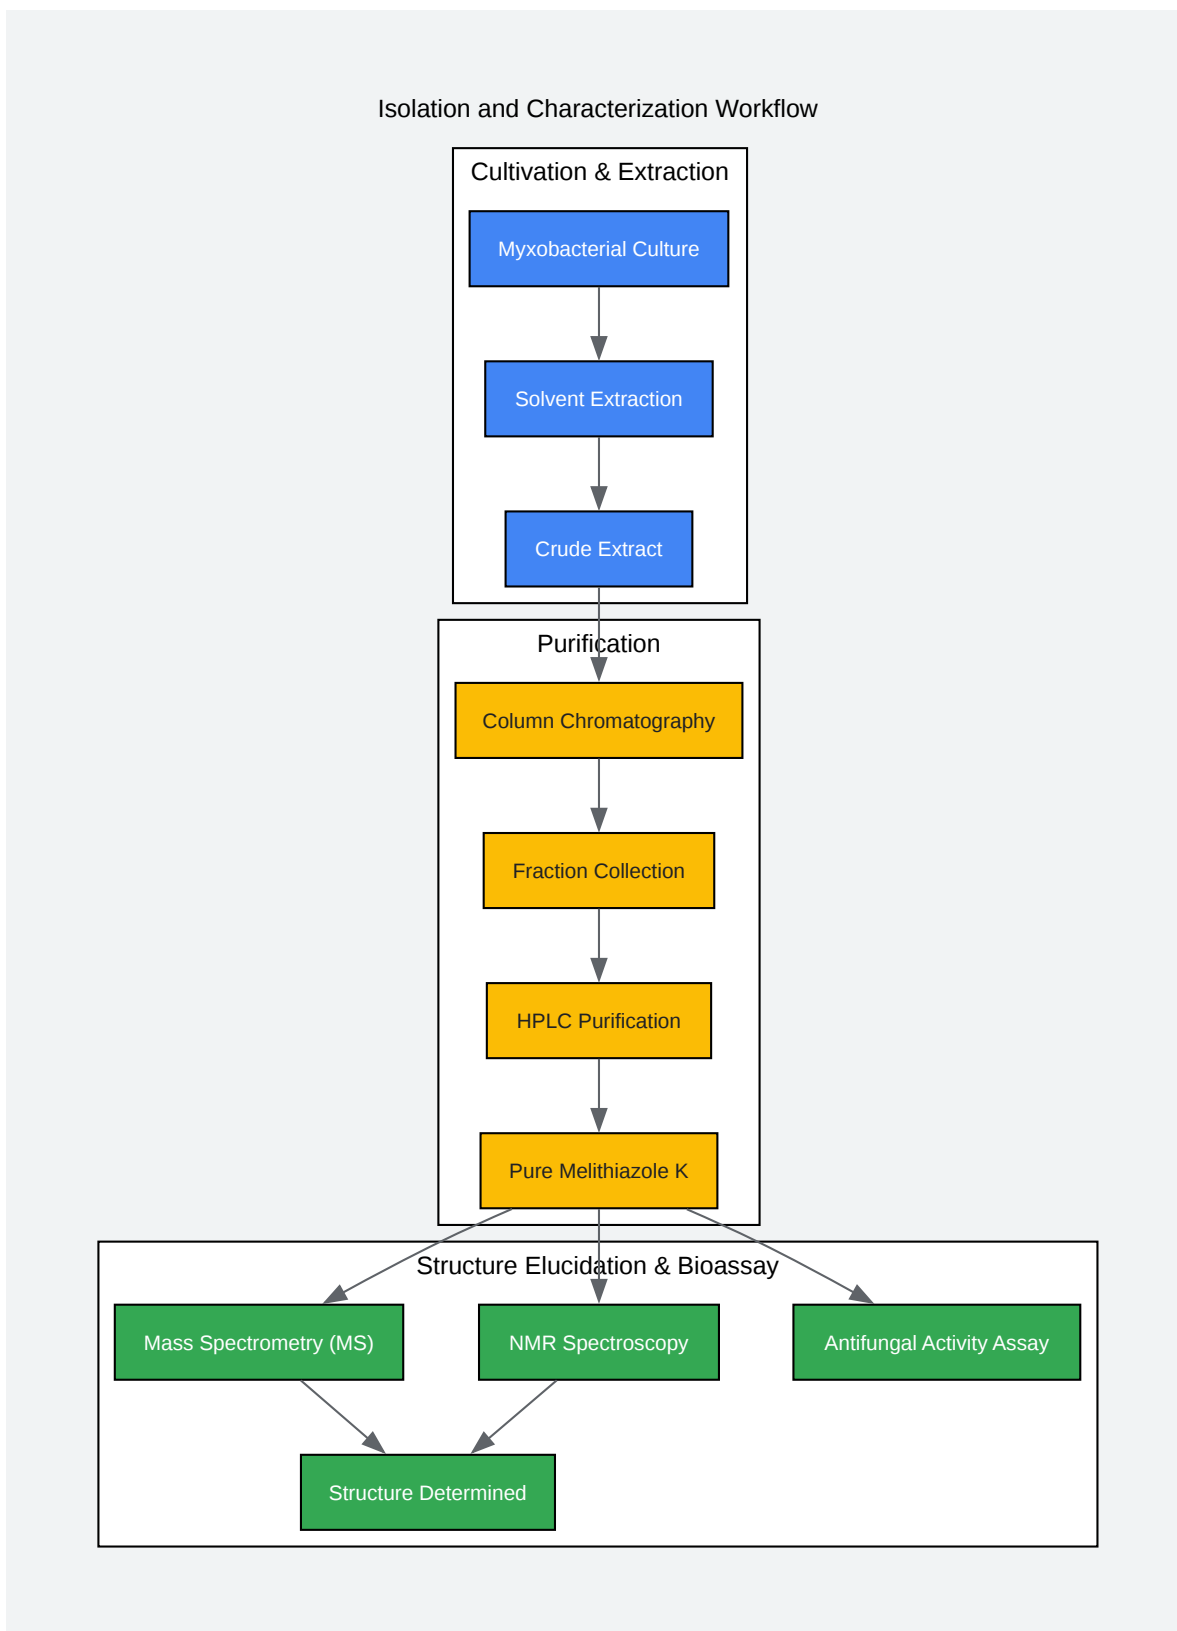 Isolation and Characterization Workflow
Cultivation & Extraction
Myxobacterial Culture
Solvent Extraction
Crude Extract
Purification
Column Chromatography
Fraction Collection
HPLC Purification
Pure Melithiazole K
Structure Elucidation & Bioassay
Mass Spectrometry (MS)
NMR Spectroscopy
Antifungal Activity Assay
Structure Determined